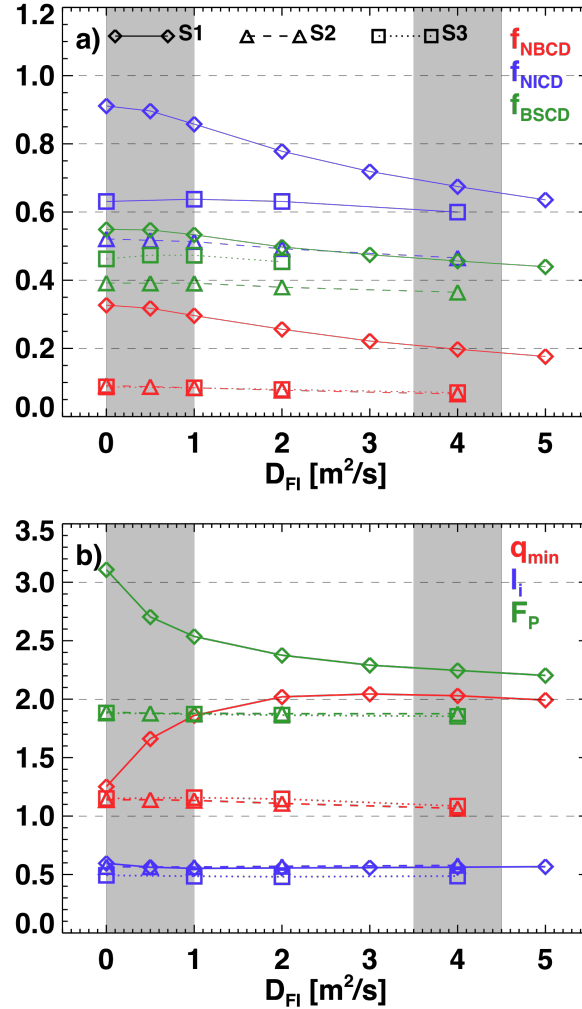 a) S1 S2 S3
f_NBCD
f_NICD
f_BSCD
1.2
1.0
0.8
0.6
0.4
0.2
0.0
0 1 2 3 4 5
D_FI [m²/s]
b)
q_min
l_i
F_P
3.5
3.0
2.5
2.0
1.5
1.0
0.5
0.0
0 1 2 3 4 5
D_FI [m²/s]